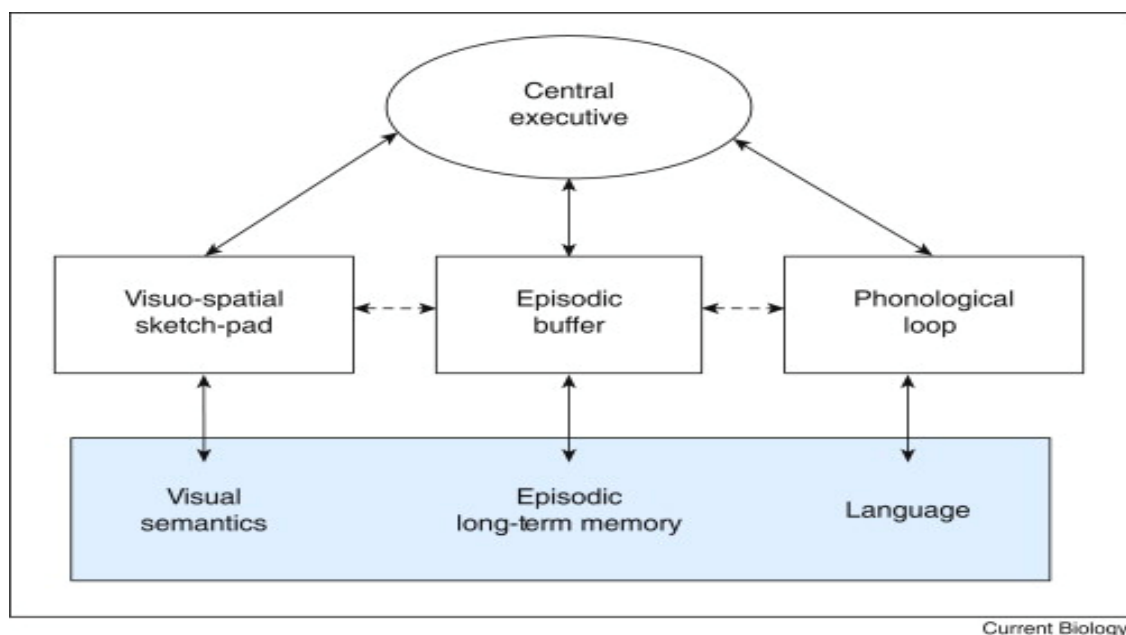 Central
executive
Visuo-spatial
sketch-pad
Episodic
buffer
Phonological
loop
Visual
semantics
Episodic
long-term memory
Language
Current Biology